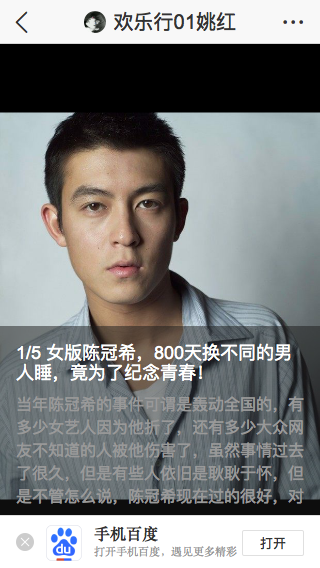 欢乐行01姚红
1/5 女版陈冠希，800天换不同的男
人睡，竟为了纪念青春！
当年陈冠希的事件可谓是轰动全国的，有
多少女艺人因为他折了，还有多少大众网
友不知道的人被他伤害了，虽然事情过去
了很久，但是有些人依旧是耿耿于怀，但
是不管怎么说，陈冠希现在过的很好，对
du
手机百度
打开手机百度，遇见更多精彩
打开